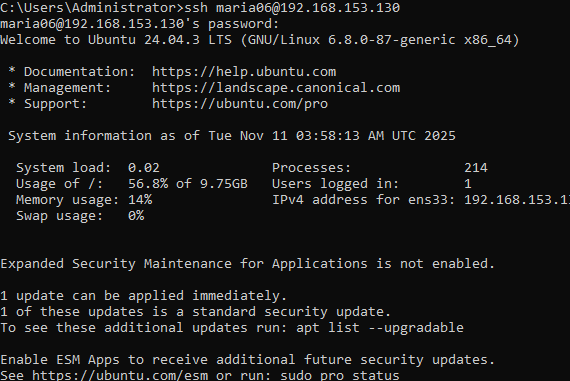 C:\Users\Administrator>ssh maria06@192.168.153.130
maria06@192.168.153.130's password:
Welcome to Ubuntu 24.04.3 LTS (GNU/Linux 6.8.0-87-generic x86_64)
* Documentation: https://help.ubuntu.com
* Management: https://landscape.canonical.com
* Support: https://ubuntu.com/pro
System information as of Tue Nov 11 03:58:13 AM UTC 2025
System load: 0.02 Processes: 214
Usage of /: 56.8% of 9.75GB Users logged in: 1
Memory usage: 14% IPv4 address for ens33: 192.168.153.13
Swap usage: 0%
Expanded Security Maintenance for Applications is not enabled.
1 update can be applied immediately.
1 of these updates is a standard security update.
To see these additional updates run: apt list --upgradable
Enable ESM Apps to receive additional future security updates.
See https://ubuntu.com/esm or run: sudo pro status